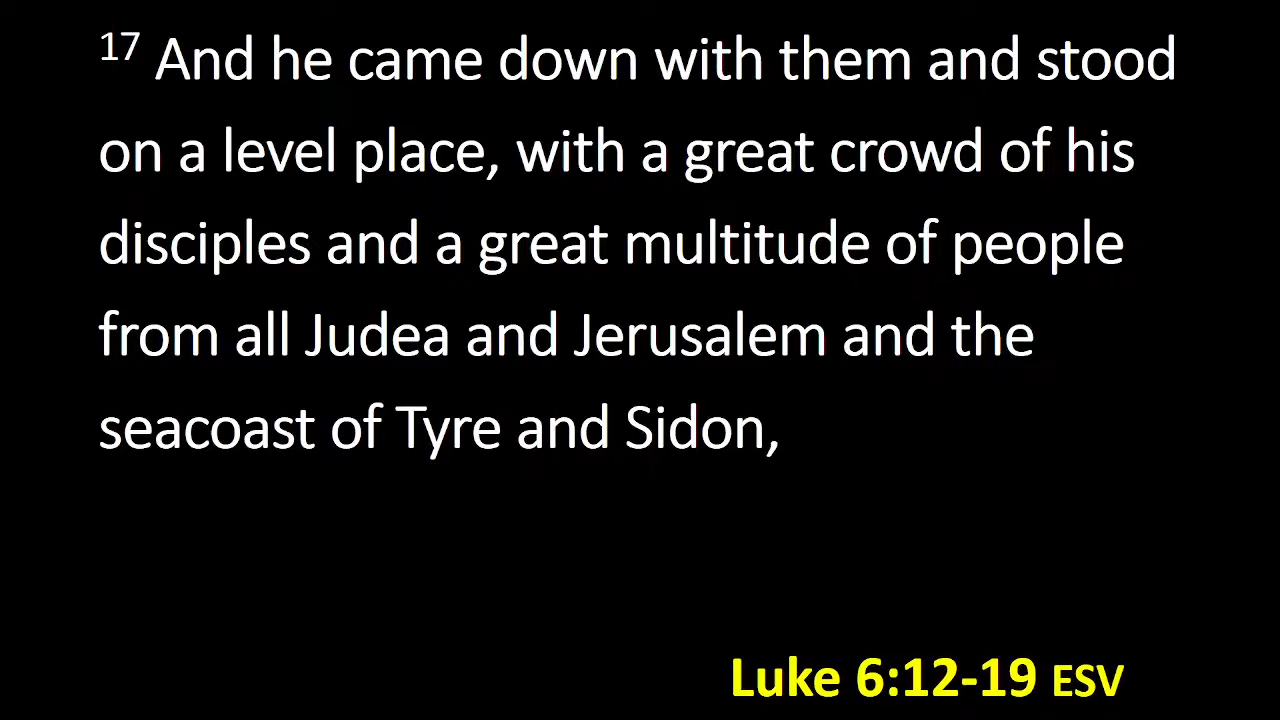 17 And he came down with them and stood
on a level place, with a great crowd of his
disciples and a great multitude of people
from all Judea and Jerusalem and the
seacoast of Tyre and Sidon,
Luke 6:12-19 ESV